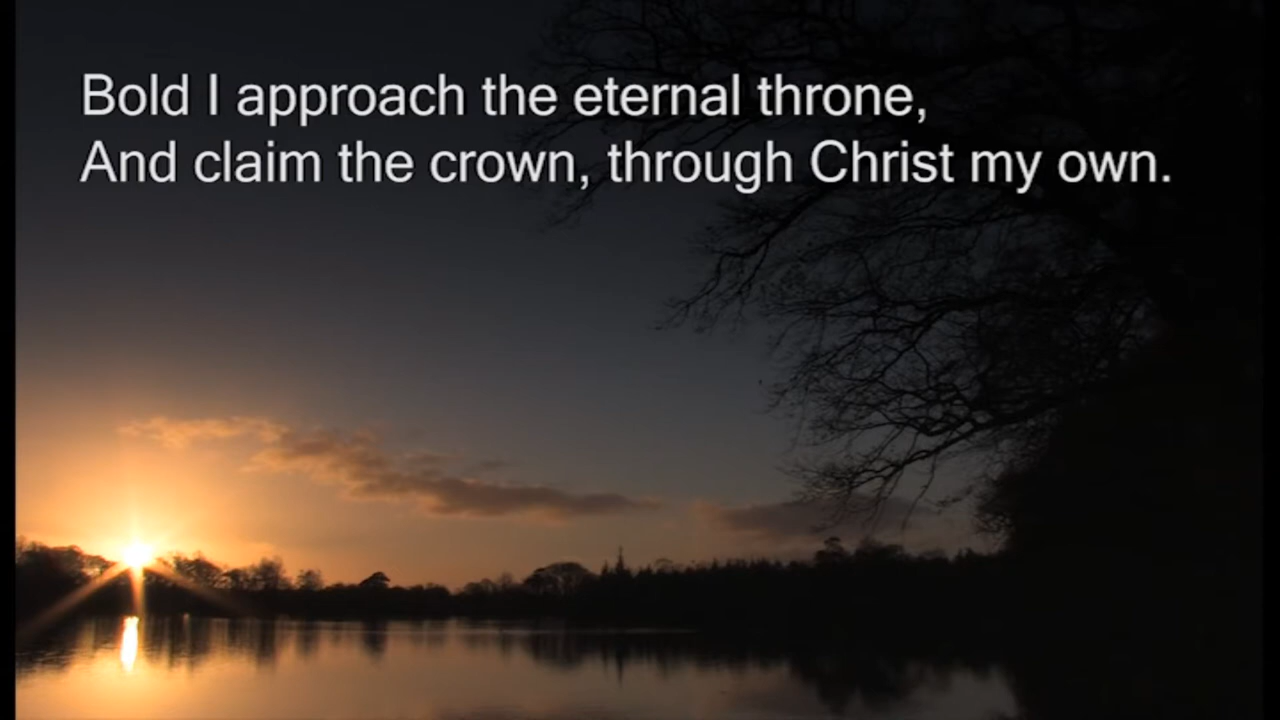 Bold I approach the eternal throne,
And claim the crown, through Christ my own.